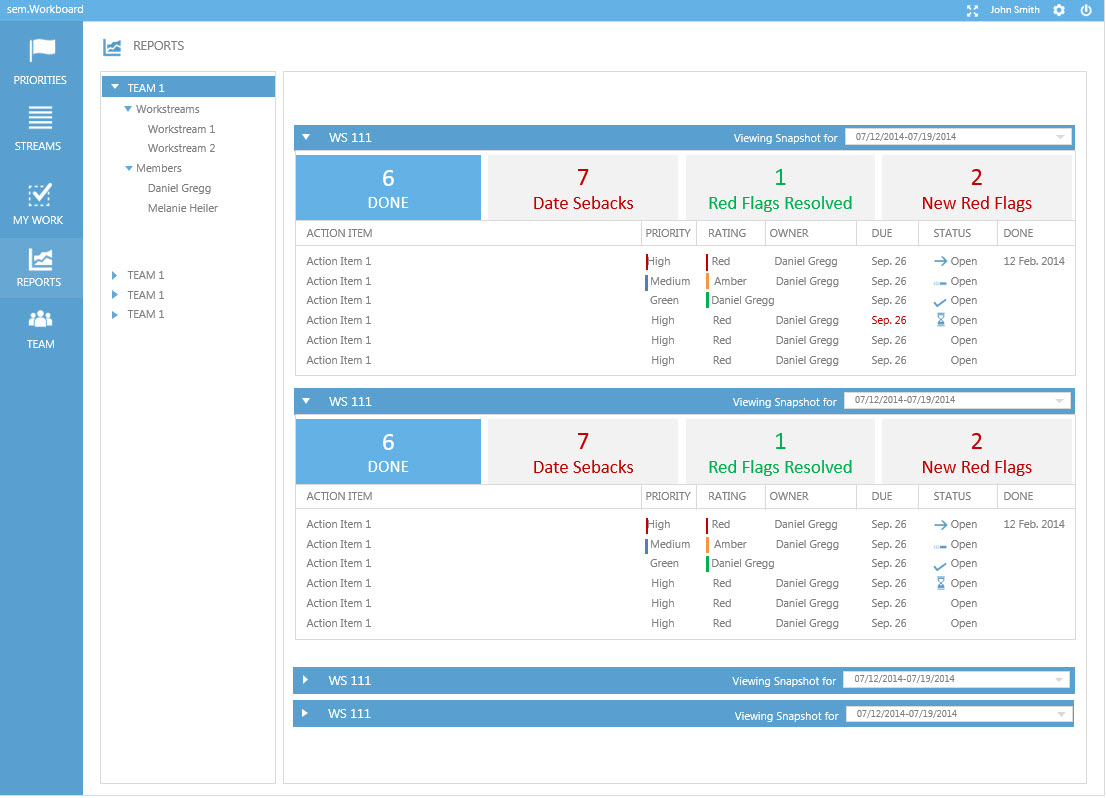 sem.Workboard
John Smith
PRIORITIES
STREAMS
MY WORK
REPORTS
TEAM
REPORTS
TEAM 1
Workstreams
Workstream 1
Workstream 2
Members
Daniel Gregg
Melanie Heiler
TEAM 1
TEAM 1
TEAM 1
WS 111 Viewing Snapshot for 07/12/2014-07/19/2014
6 7 1 2
DONE Date Sebacks Red Flags Resolved New Red Flags
ACTION ITEM PRIORITY RATING OWNER DUE STATUS DONE
Action Item 1 High Red Daniel Gregg Sep. 26 Open 12 Feb. 2014
Action Item 1 Medium Amber Daniel Gregg Sep. 26 Open
Action Item 1 Green Daniel Gregg Sep. 26 Open
Action Item 1 High Red Daniel Gregg Sep. 26 Open
Action Item 1 High Red Daniel Gregg Sep. 26 Open
Action Item 1 High Red Daniel Gregg Sep. 26 Open
WS 111 Viewing Snapshot for 07/12/2014-07/19/2014
6 7 1 2
DONE Date Sebacks Red Flags Resolved New Red Flags
ACTION ITEM PRIORITY RATING OWNER DUE STATUS DONE
Action Item 1 High Red Daniel Gregg Sep. 26 Open 12 Feb. 2014
Action Item 1 Medium Amber Daniel Gregg Sep. 26 Open
Action Item 1 Green Daniel Gregg Sep. 26 Open
Action Item 1 High Red Daniel Gregg Sep. 26 Open
Action Item 1 High Red Daniel Gregg Sep. 26 Open
Action Item 1 High Red Daniel Gregg Sep. 26 Open
WS 111 Viewing Snapshot for 07/12/2014-07/19/2014
WS 111 Viewing Snapshot for 07/12/2014-07/19/2014